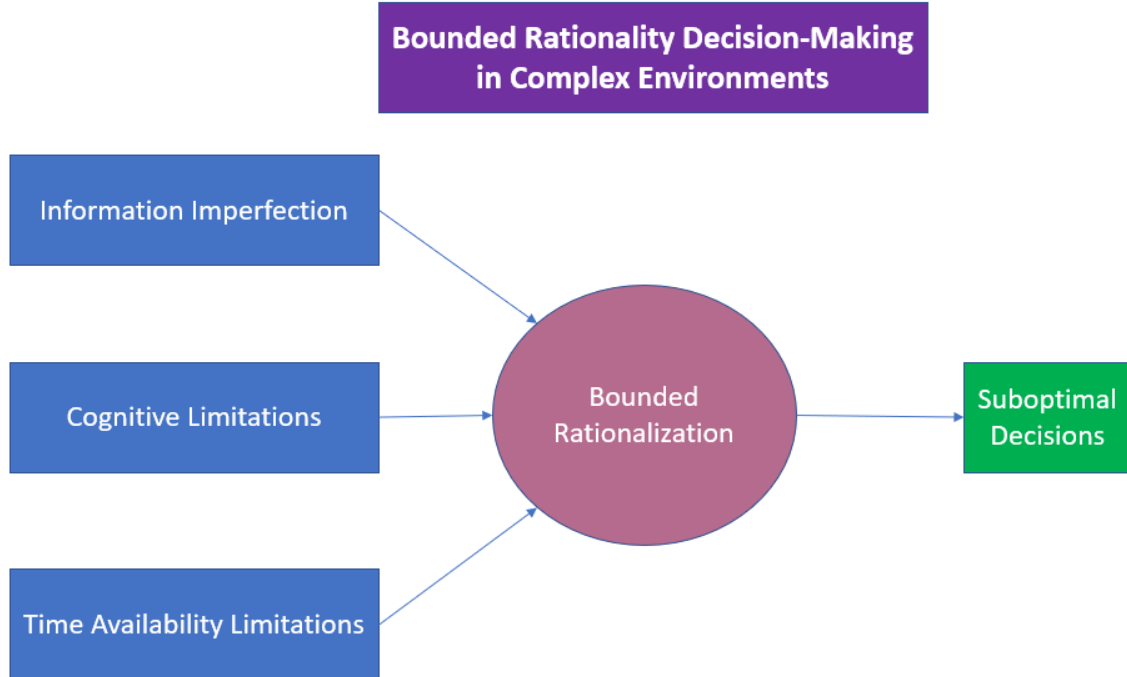 Bounded Rationality Decision-Making
in Complex Environments
Information Imperfection
Cognitive Limitations
Time Availability Limitations
Bounded
Rationalization
Suboptimal
Decisions